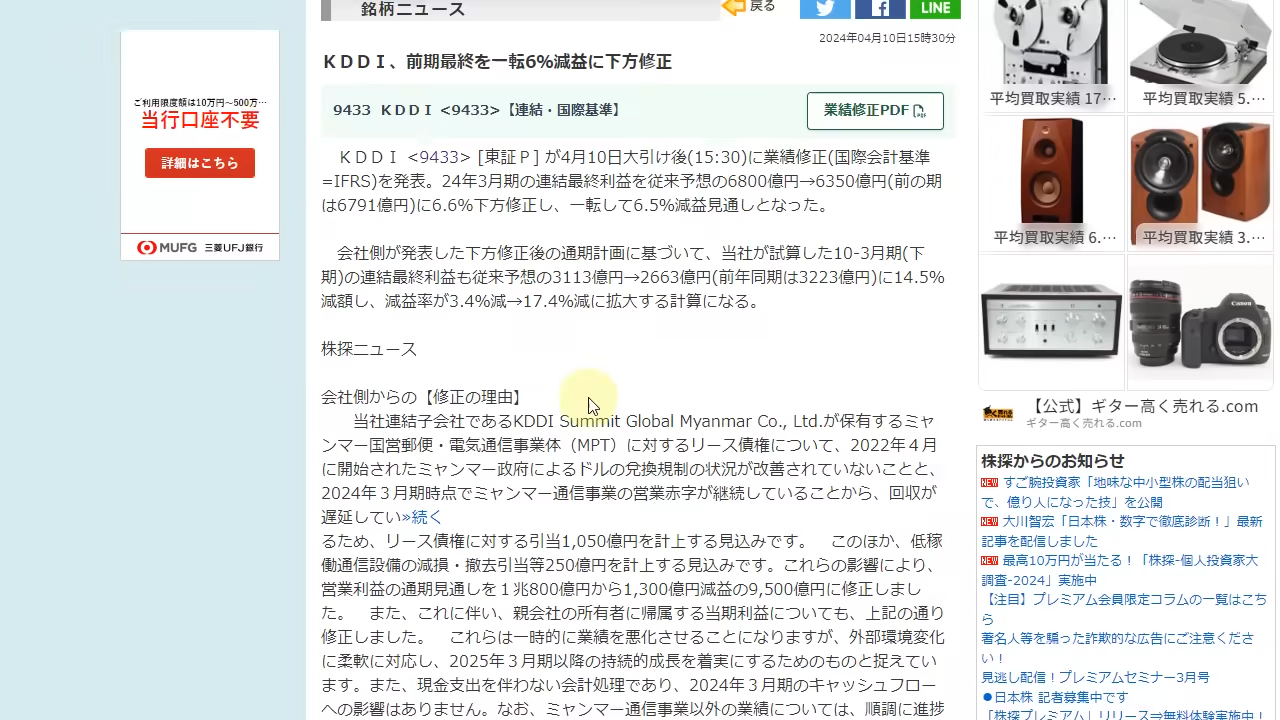 銘柄ニュース
戻る
LINE
2024年04月10日15時30分
ＫＤＤＩ、前期最終を一転6%減益に下方修正
9433 ＫＤＤＩ <9433>【連結・国際基準】
業績修正PDF
ＫＤＤＩ <9433> [東証Ｐ] が4月10日大引け後(15:30)に業績修正(国際会計基準
=IFRS)を発表。24年3月期の連結最終利益を従来予想の6800億円→6350億円(前の期
は6791億円)に6.6%下方修正し、一転して6.5%減益見通しとなった。
会社側が発表した下方修正後の通期計画に基づいて、当社が試算した10-3月期(下
期)の連結最終利益も従来予想の3113億円→2663億円(前年同期は3223億円)に14.5%
減額し、減益率が3.4%減→17.4%減に拡大する計算になる。
株探ニュース
会社側からの【修正の理由】
当社連結子会社であるKDDI Summit Global Myanmar Co., Ltd.が保有するミャ
ンマー国営郵便・電気通信事業体（MPT）に対するリース債権について、2022年４月
に開始されたミャンマー政府によるドルの兌換規制の状況が改善されていないことと、
2024年３月期時点でミャンマー通信事業の営業赤字が継続していることから、回収が
遅延してい»続く
るため、リース債権に対する引当1,050億円を計上する見込みです。 このほか、低稼
働通信設備の減損・撤去引当等250億円を計上する見込みです。これらの影響により、
営業利益の通期見通しを１兆800億円から1,300億円減益の9,500億円に修正しまし
た。 また、これに伴い、親会社の所有者に帰属する当期利益についても、上記の通り
修正しました。 これらは一時的に業績を悪化させることになりますが、外部環境変化
に柔軟に対応し、2025年３月期以降の持続的成長を着実にするためのものと捉えてい
ます。また、現金支出を伴わない会計処理であり、2024年３月期のキャッシュフロー
への影響はありません。なお、ミャンマー通信事業以外の業績については、順調に進捗
ご利用限度額は10万円～500万…
当行口座不要
詳細はこちら
MUFG 三菱UFJ銀行
平均買取実績 17…
平均買取実績 5.…
平均買取実績 6.…
平均買取実績 3.…
Canon
【公式】ギター高く売れる.com
ギター高く売れる.com
株探からのお知らせ
NEW すご腕投資家「地味な中小型株の配当狙い
で、億り人になった技」を公開
NEW 大川智宏「日本株・数字で徹底診断！」最新
記事を配信しました
NEW 最高10万円が当たる！「株探-個人投資家大
調査-2024」実施中
【注目】プレミアム会員限定コラムの一覧はこち
ら
著名人等を騙った詐欺的な広告にご注意くださ
い！
見逃し配信！プレミアムセミナー3月号
●日本株 記者募集中です
「株探プレミアム」リリース⇒無料体験実施中！